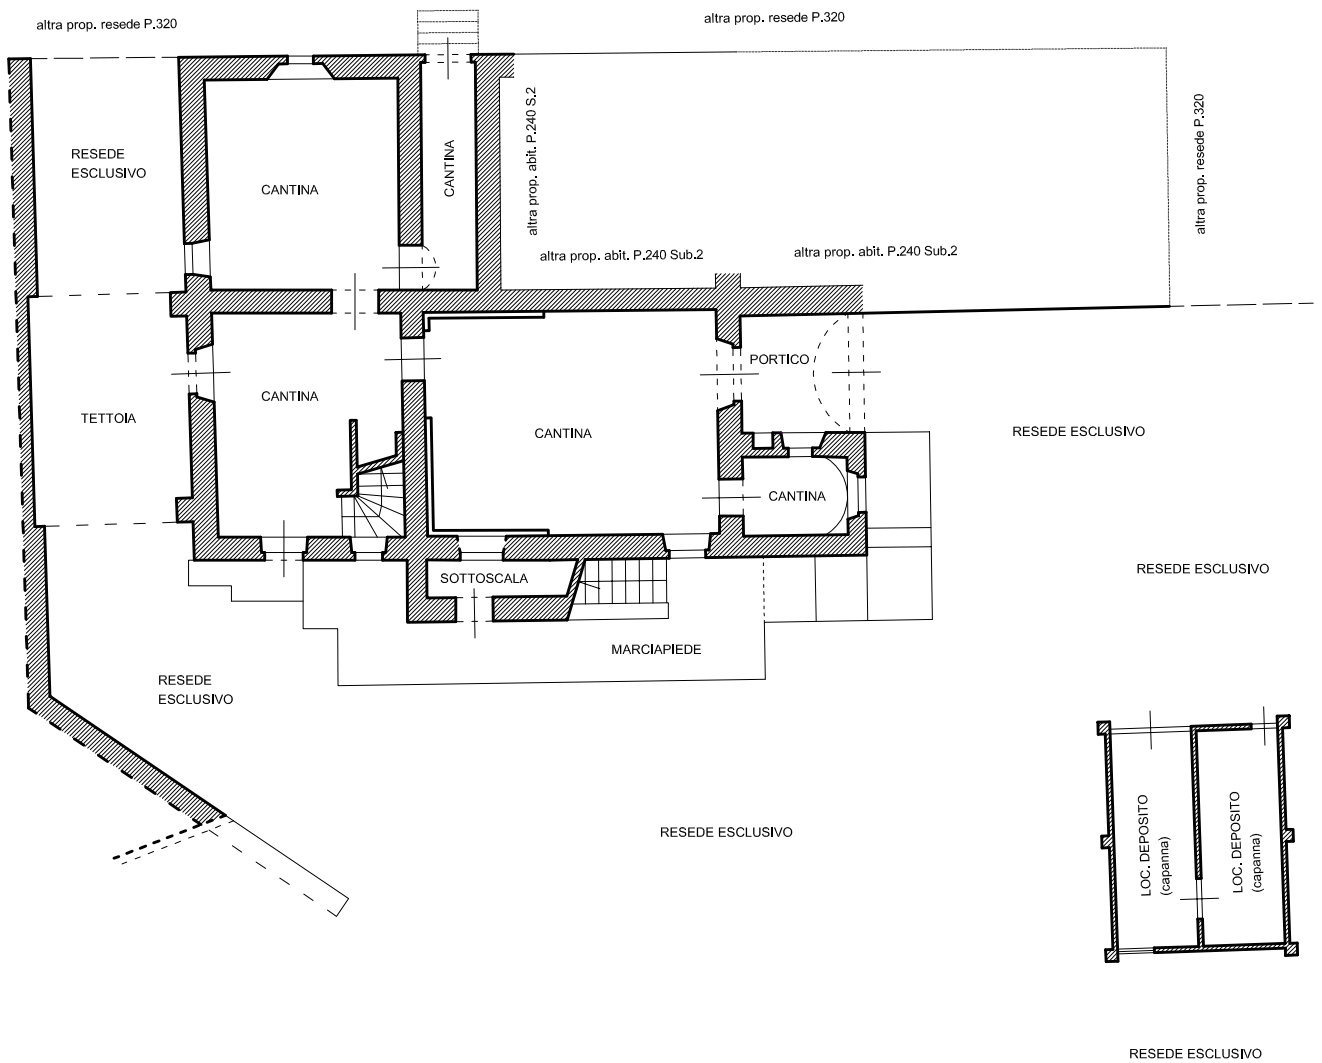 altra prop. resede P.320
altra prop. resede P.320
RESEDE
ESCLUSIVO
CANTINA
CANTINA
altra prop. abit. P.240 S.2
altra prop. resede P.320
altra prop. abit. P.240 Sub.2
altra prop. abit. P.240 Sub.2
TETTOIA
CANTINA
CANTINA
PORTICO
RESEDE ESCLUSIVO
CANTINA
SOTTOSCALA
RESEDE ESCLUSIVO
MARCIAPIEDE
RESEDE
ESCLUSIVO
RESEDE ESCLUSIVO
LOC. DEPOSITO
(capanna)
LOC. DEPOSITO
(capanna)
RESEDE ESCLUSIVO